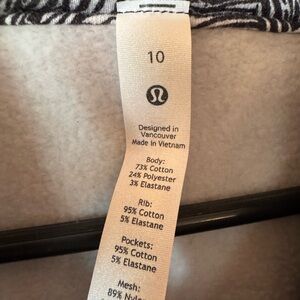 10
Designed in
Vancouver
Made in Vietnam
Body:
73% Cotton
24% Polyester
3% Elastane
Rib:
95% Cotton
5% Elastane
Pockets:
95% Cotton
5% Elastane
Mesh:
89%